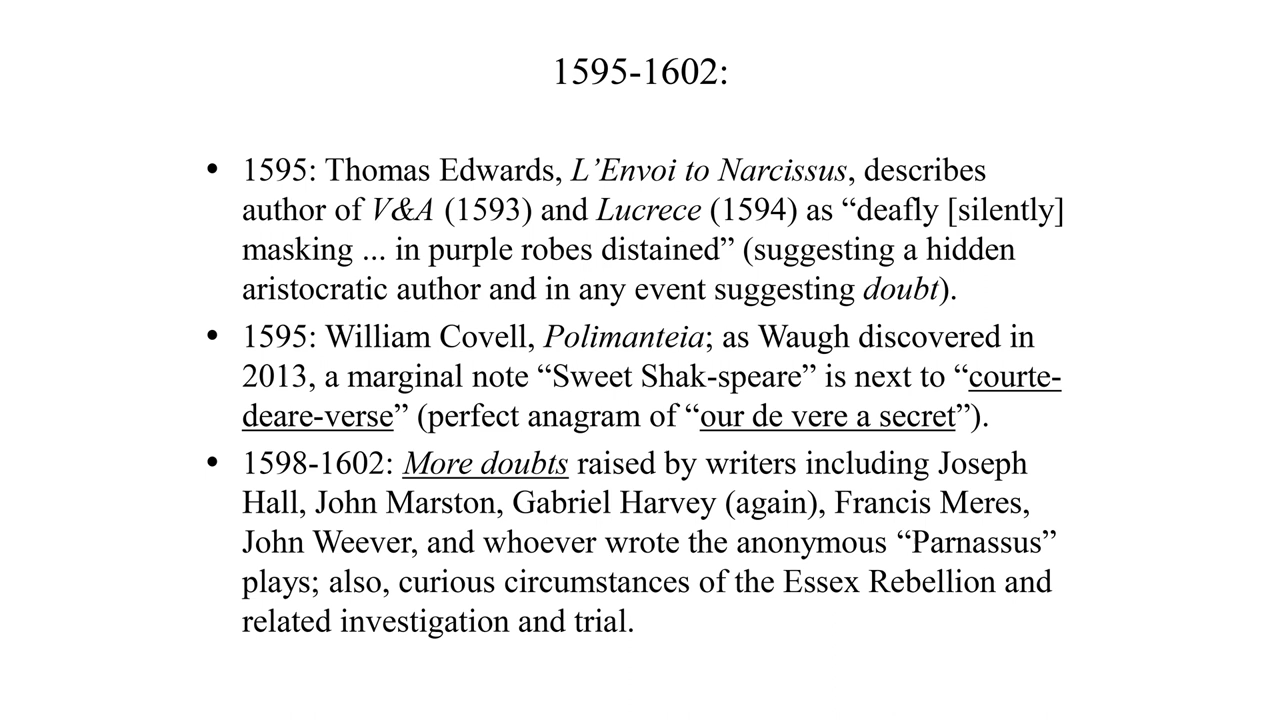 1595-1602:
• 1595: Thomas Edwards, L’Envoi to Narcissus, describes
author of V&A (1593) and Lucrece (1594) as “deafly [silently]
masking ... in purple robes distained” (suggesting a hidden
aristocratic author and in any event suggesting doubt).
• 1595: William Covell, Polimanteia; as Waugh discovered in
2013, a marginal note “Sweet Shak-speare” is next to “courte-
deare-verse” (perfect anagram of “our de vere a secret”).
• 1598-1602: More doubts raised by writers including Joseph
Hall, John Marston, Gabriel Harvey (again), Francis Meres,
John Weever, and whoever wrote the anonymous “Parnassus”
plays; also, curious circumstances of the Essex Rebellion and
related investigation and trial.